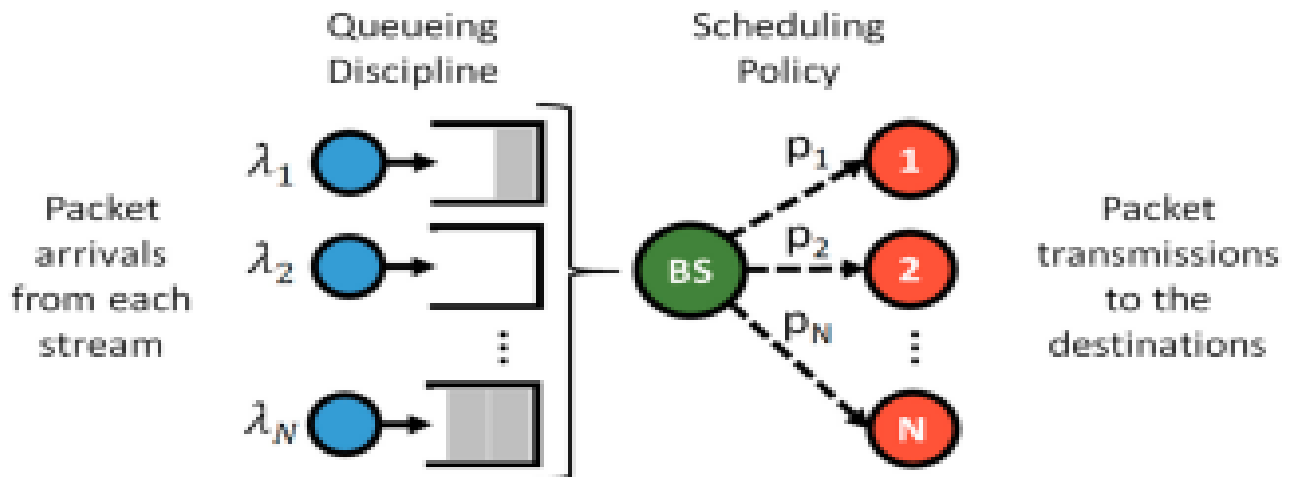 Queueing
Discipline
Scheduling
Policy
Packet
arrivals
from each
stream
λ1
λ2
⋮
λN
BS
p1
p2
pN
1
2
⋮
N
Packet
transmissions
to the
destinations